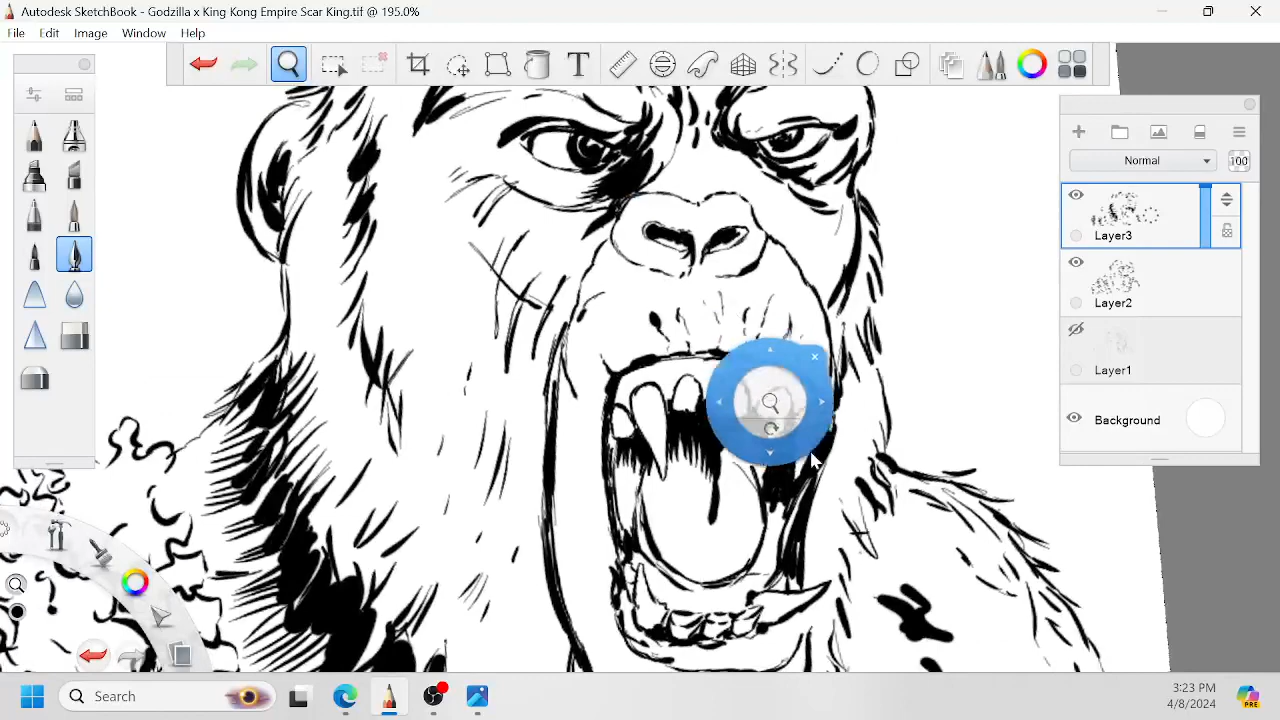 Autodesk SketchBook - Godzilla x King Kong Empire Scar King.tif @ 195.0%
File Edit Image Window Help
T
Normal 100
Layer3
Layer2
Layer1
Background
Search
3:23 PM
4/8/2024
PRE